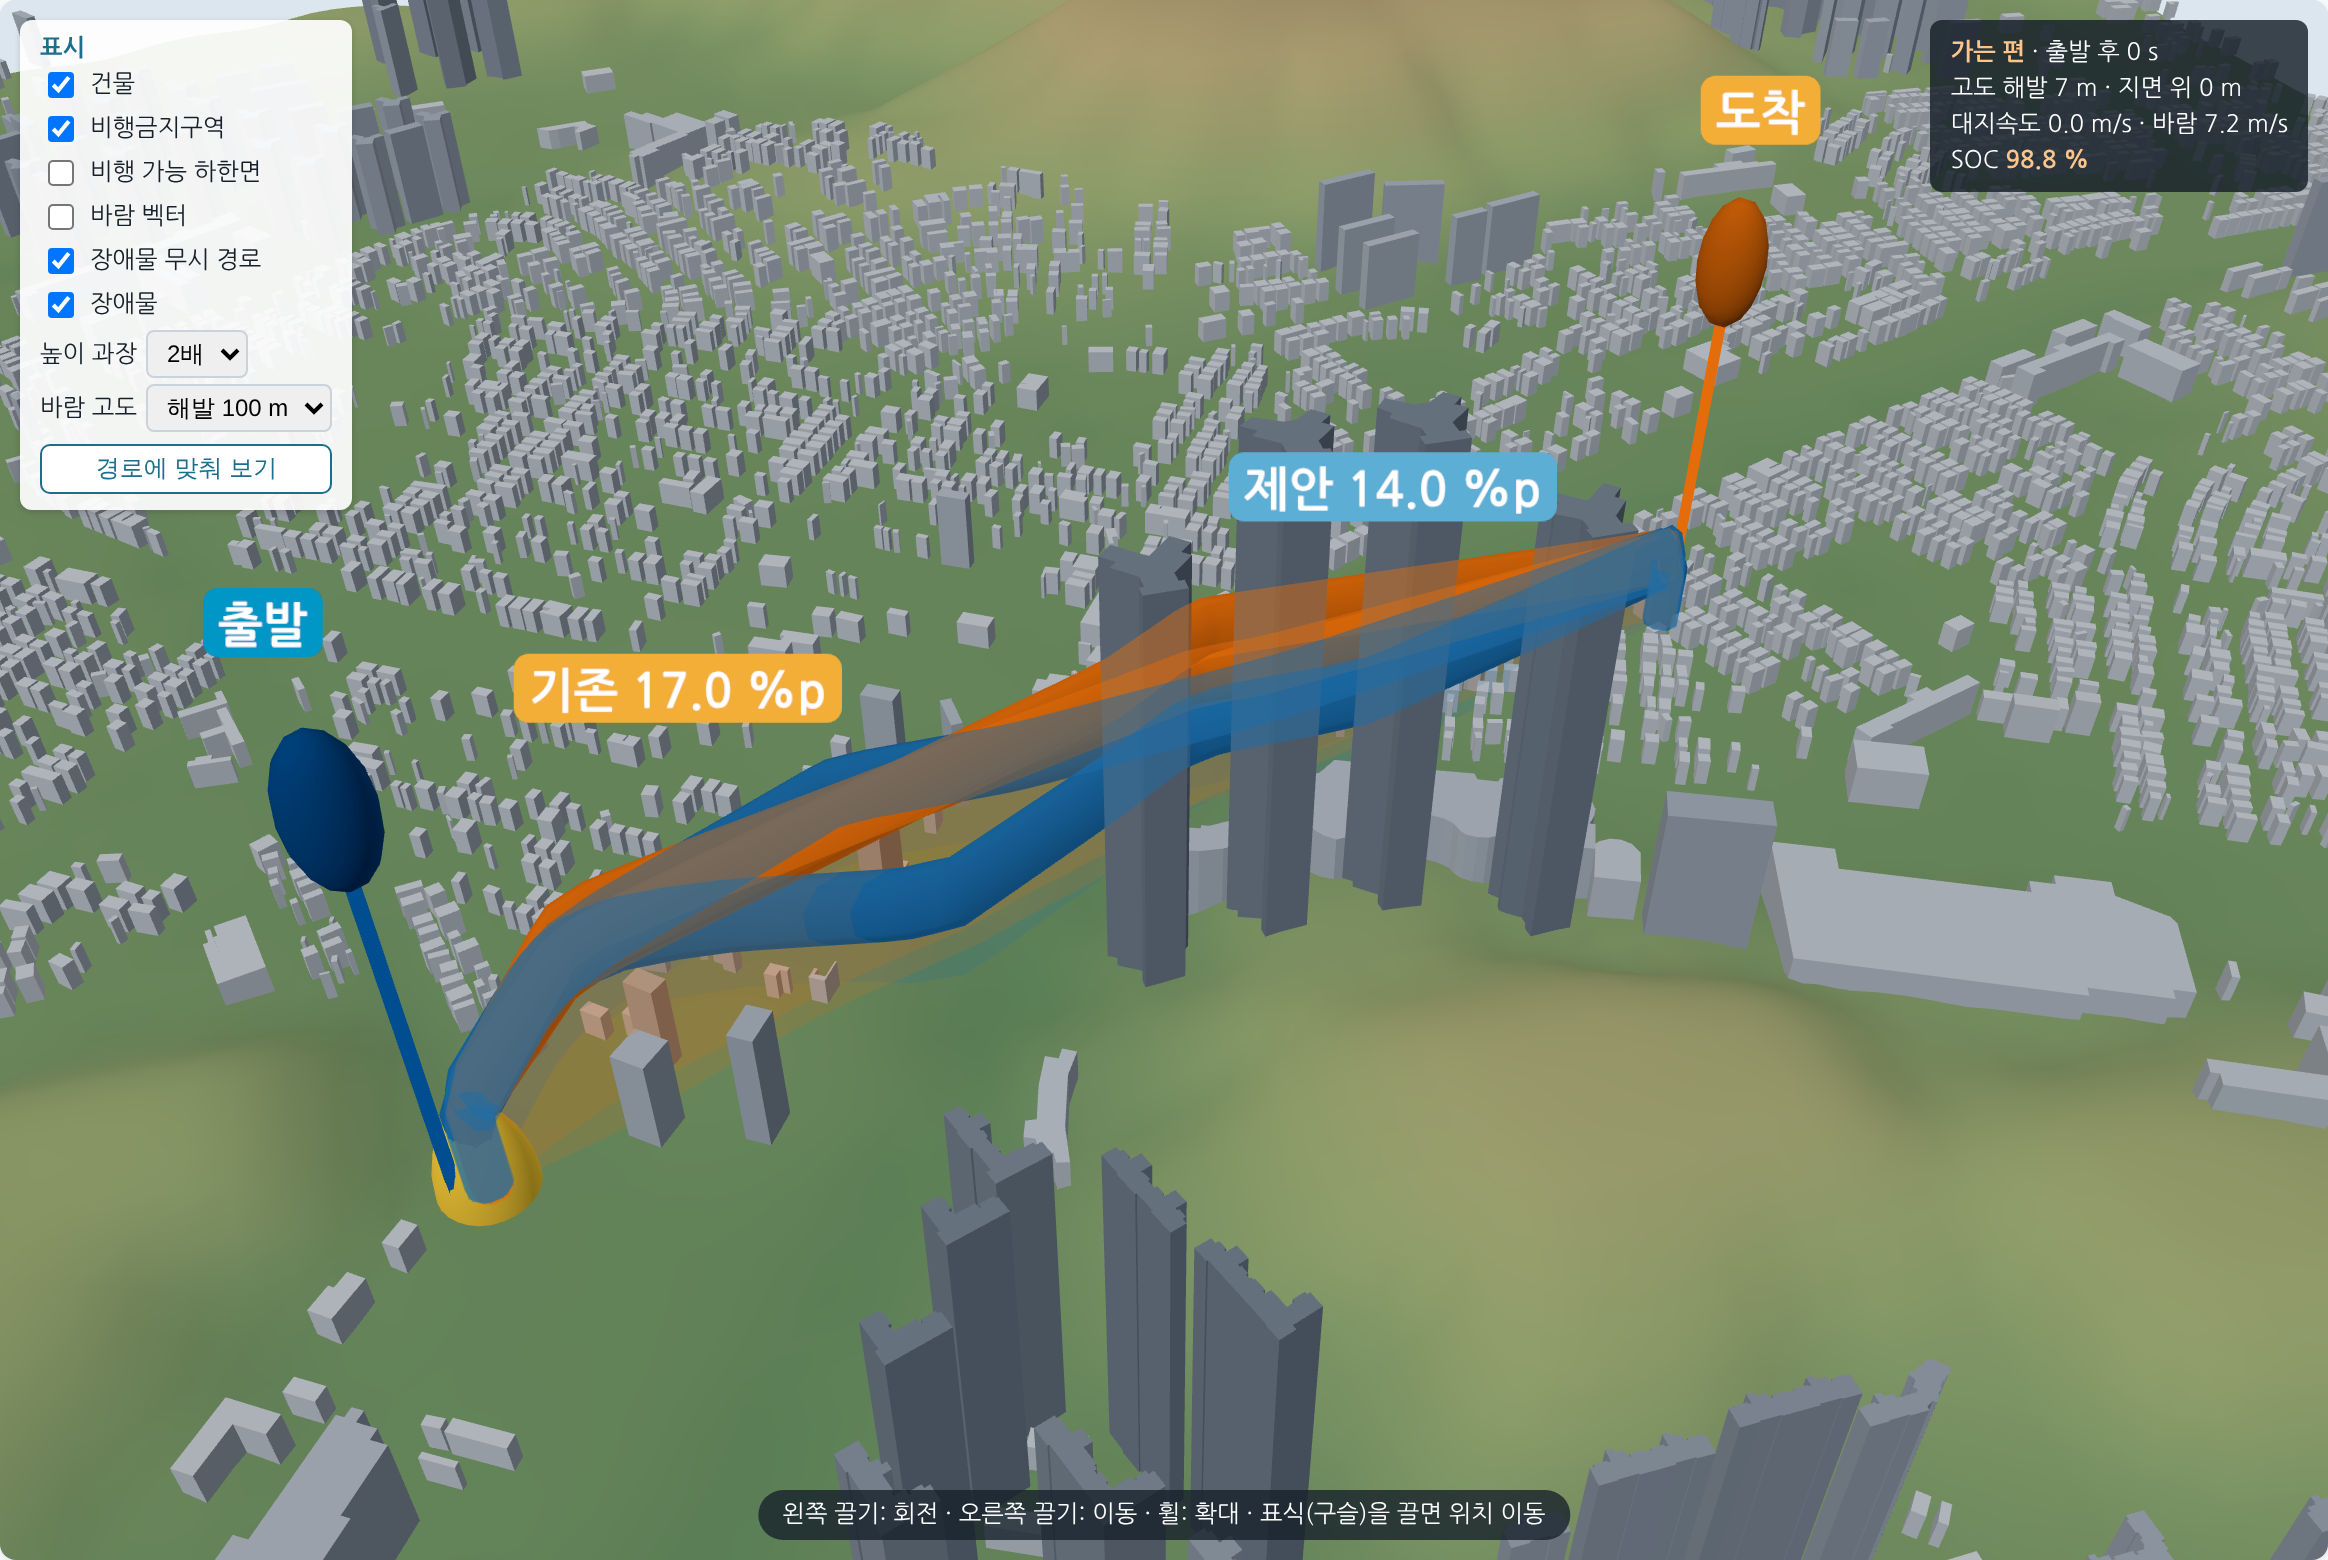 표시
건물
비행금지구역
비행 가능 하한면
바람 벡터
장애물 무시 경로
장애물
높이 과장 2배
바람 고도 해발 100 m
경로에 맞춰 보기
가는 편 · 출발 후 0 s
고도 해발 7 m · 지면 위 0 m
대지속도 0.0 m/s · 바람 7.2 m/s
SOC 98.8 %
도착
제안 14.0 %p
출발
기존 17.0 %p
왼쪽 끌기: 회전 · 오른쪽 끌기: 이동 · 휠: 확대 · 표식(구슬)을 끌면 위치 이동